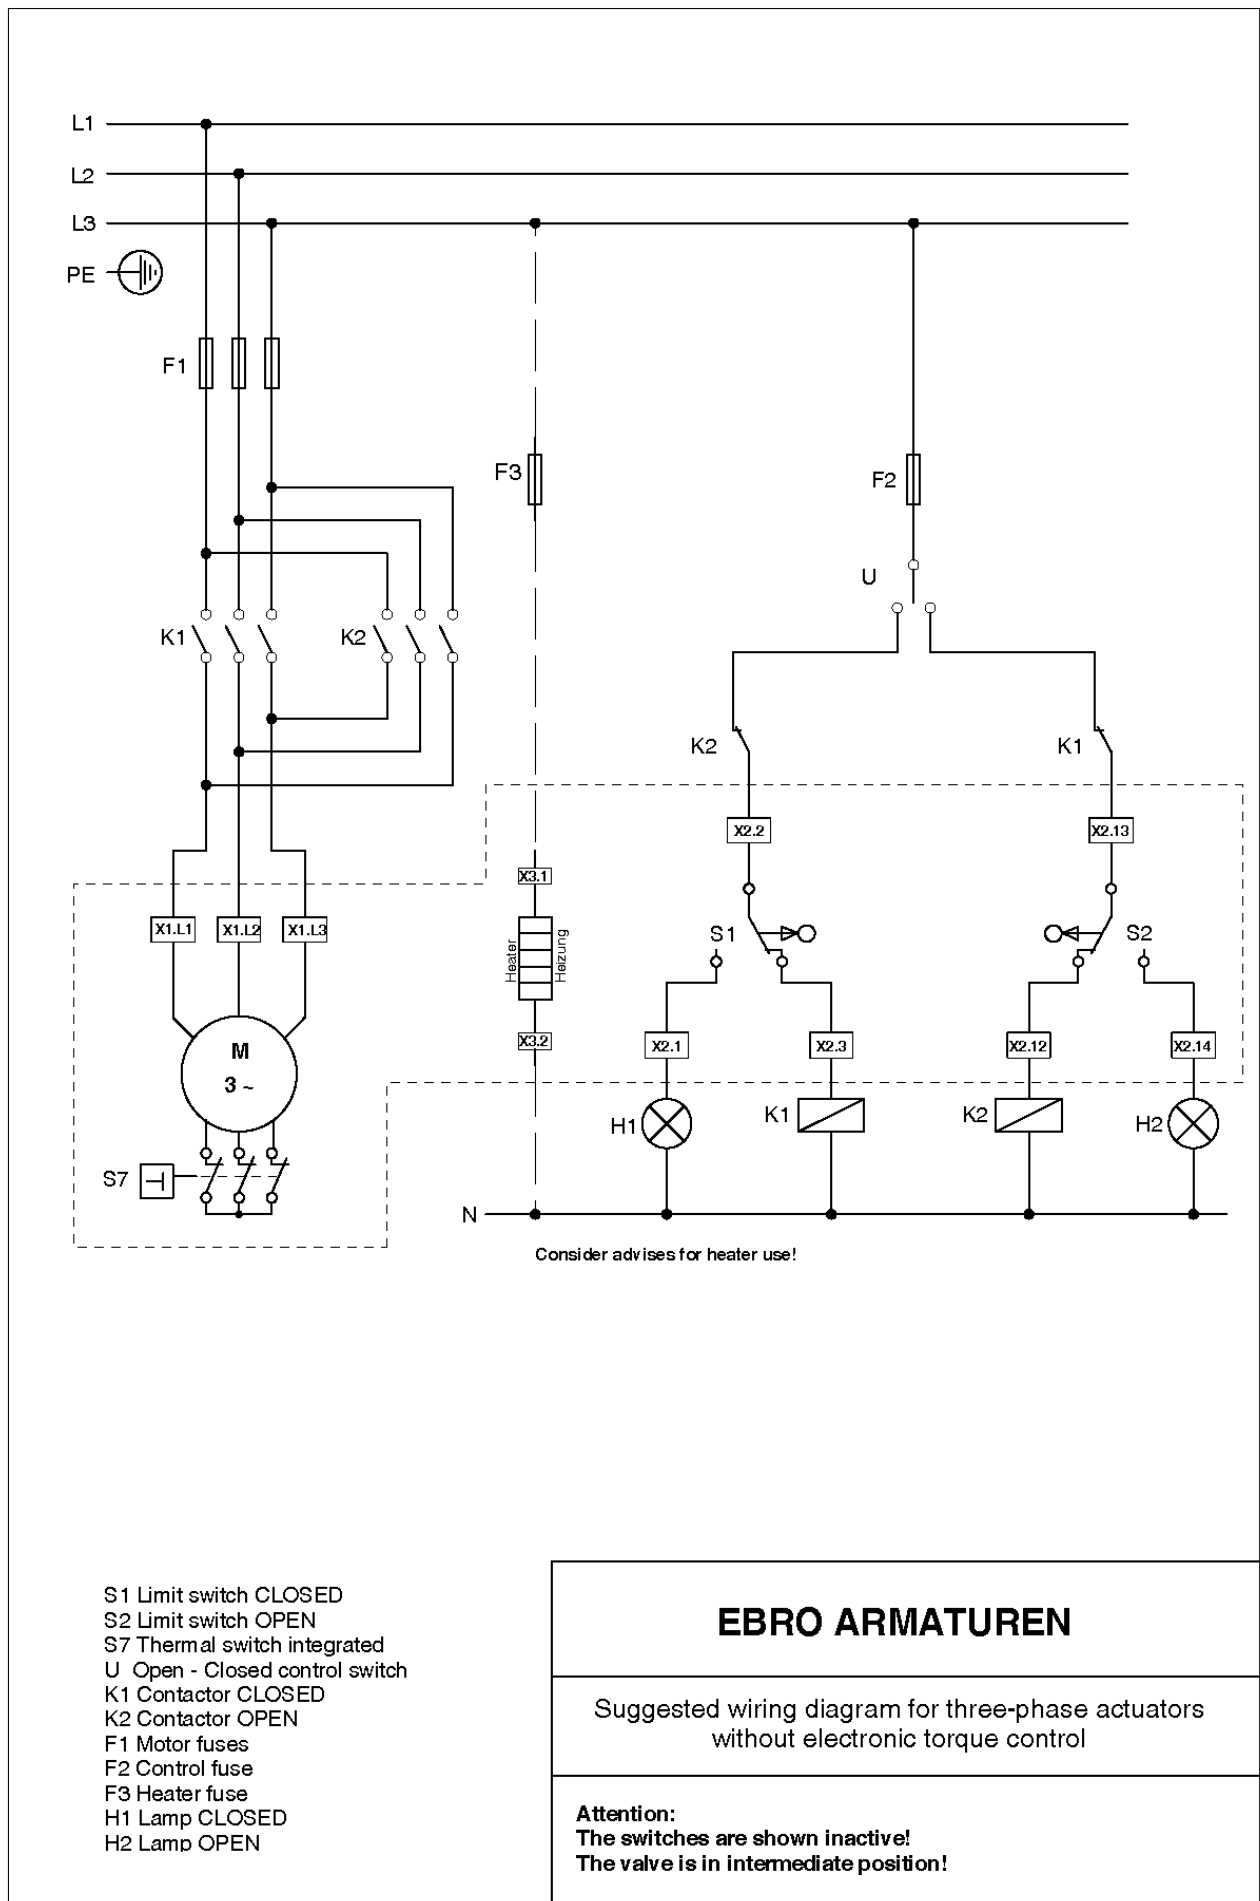 L1
L2
L3
PE
F1
F3
F2
U
K1
K2
K2
K1
X2.2
X2.13
X3.1
X1.L1
X1.L2
X1.L3
S1
S2
Heater
Heizung
M
3 ~
X3.2
X2.1
X2.3
X2.12
X2.14
H1
K1
K2
H2
S7
N
Consider advises for heater use!
S1 Limit switch CLOSED
S2 Limit switch OPEN
S7 Thermal switch integrated
U Open - Closed control switch
K1 Contactor CLOSED
K2 Contactor OPEN
F1 Motor fuses
F2 Control fuse
F3 Heater fuse
H1 Lamp CLOSED
H2 Lamp OPEN
EBRO ARMATUREN
Suggested wiring diagram for three-phase actuators
without electronic torque control
Attention:
The switches are shown inactive!
The valve is in intermediate position!